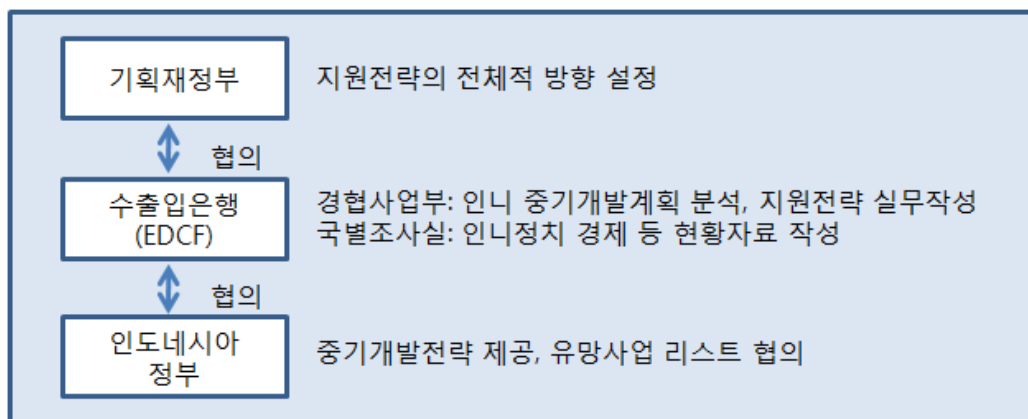 기획재정부
지원전략의 전체적 방향 설정
협의
수출입은행
(EDCF)
경협사업부: 인니 중기개발계획 분석, 지원전략 실무작성
국별조사실: 인니정치 경제 등 현황자료 작성
협의
인도네시아
정부
중기개발전략 제공, 유망사업 리스트 협의